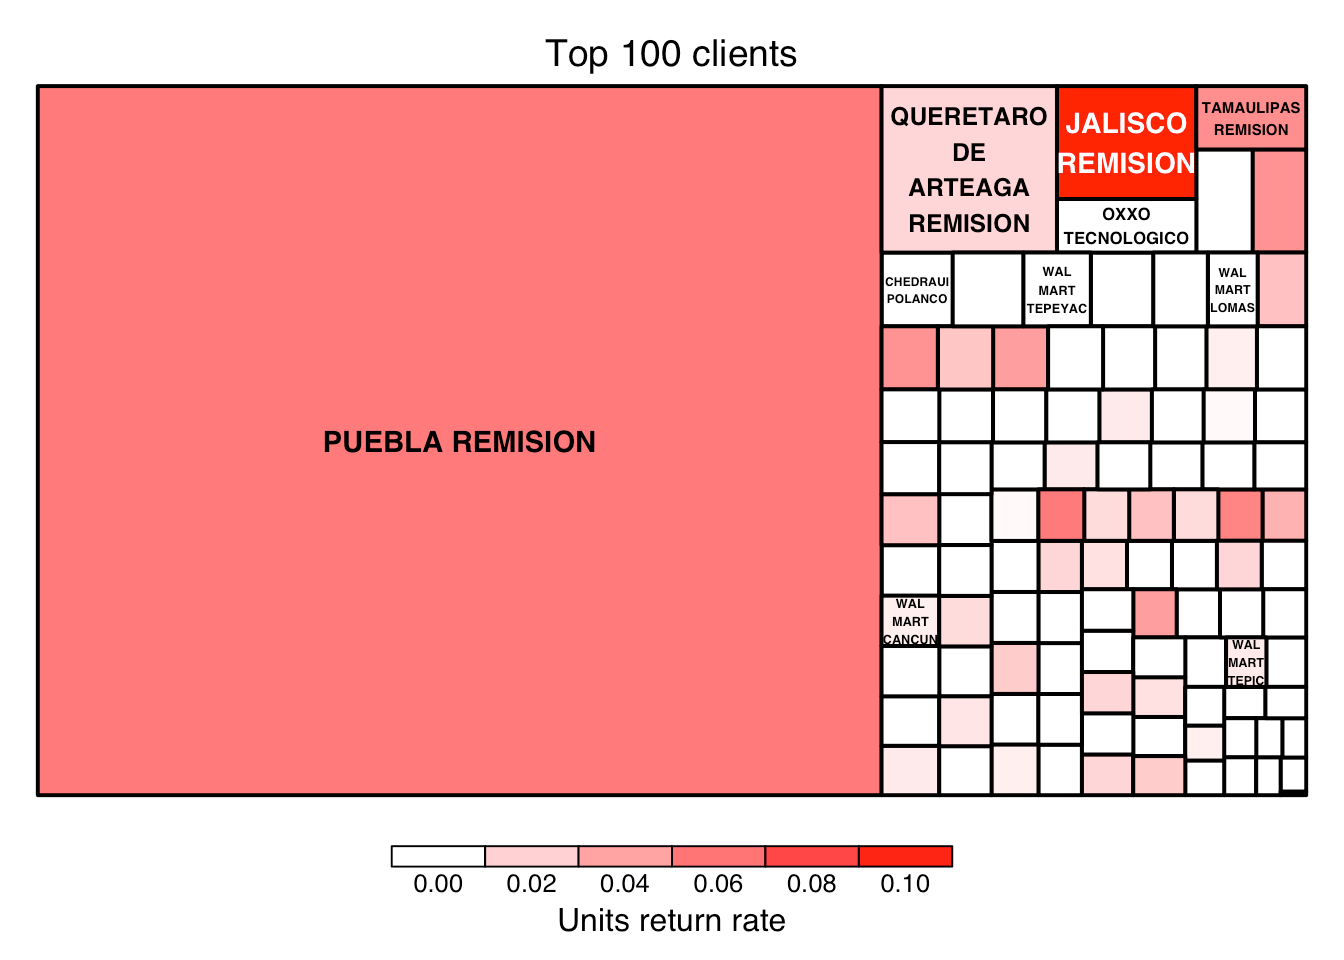 Top 100 clients
PUEBLA REMISION
QUERETARO
DE
ARTEAGA
REMISION
JALISCO
REMISION
TAMAULIPAS
REMISION
OXXO
TECNOLOGICO
CHEDRAUI
POLANCO
WAL
MART
TEPEYAC
WAL
MART
LOMAS
WAL
MART
CANCUN
WAL
MART
TEPIC
0.00 0.02 0.04 0.06 0.08 0.10
Units return rate